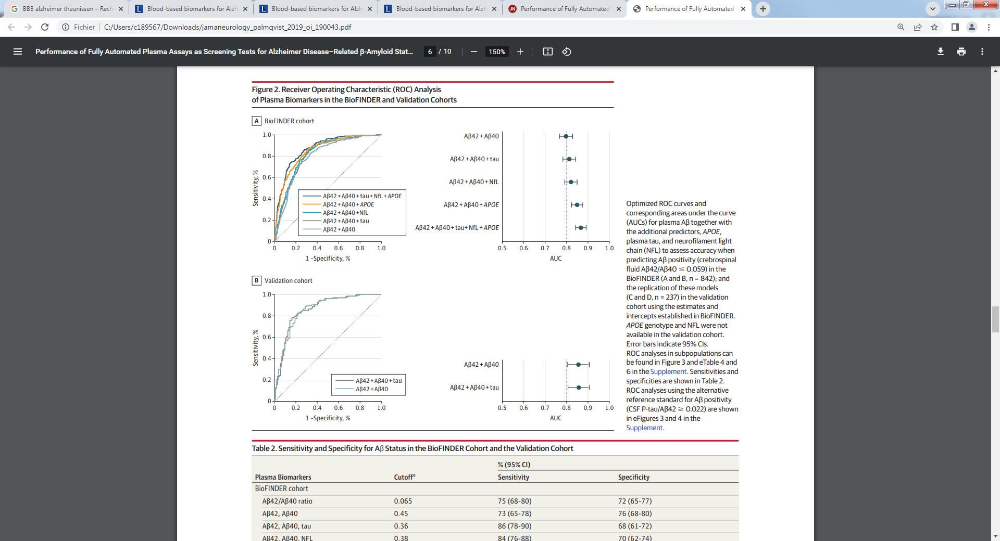 BBB alzheimer theunissen – Rech
Blood-based biomarkers for Alzh
Blood-based biomarkers for Alzh
Blood-based biomarkers for Alzh
JN Performance of Fully Automated
Performance of Fully Automated
Fichier C:/Users/c189567/Downloads/jamaneurology_palmqvist_2019_oi_190043.pdf
Performance of Fully Automated Plasma Assays as Screening Tests for Alzheimer Disease–Related β-Amyloid Stat... 6 / 10 150%
Figure 2. Receiver Operating Characteristic (ROC) Analysis
of Plasma Biomarkers in the BioFINDER and Validation Cohorts
A BioFINDER cohort
1.0
0.8
0.6
0.4
0.2
0
Sensitivity, %
0 0.2 0.4 0.6 0.8 1.0
1 -Specificity, %
Aβ42 + Aβ40 + tau + NfL + APOE
Aβ42 + Aβ40 + APOE
Aβ42 + Aβ40 +NfL
Aβ42 + Aβ40 + tau
Aβ42 + Aβ40
Aβ42 + Aβ40
Aβ42 + Aβ40 + tau
Aβ42 + Aβ40 + NfL
Aβ42 + Aβ40 + APOE
Aβ42 + Aβ40 + tau+ NfL + APOE
0.5 0.6 0.7 0.8 0.9 1.0
AUC
B Validation cohort
1.0
0.8
0.6
0.4
0.2
0
Sensitivity, %
0 0.2 0.4 0.6 0.8 1.0
1 -Specificity, %
Aβ42 + Aβ40 + tau
Aβ42 + Aβ40
Aβ42 + Aβ40
Aβ42 + Aβ40 + tau
0.5 0.6 0.7 0.8 0.9 1.0
AUC
Optimized ROC curves and
corresponding areas under the curve
(AUCs) for plasma Aβ together with
the additional predictors, APOE,
plasma tau, and neurofilament light
chain (NFL) to assess accuracy when
predicting Aβ positivity (crebrospinal
fluid Aβ42/Aβ40 ≤ 0.059) in the
BioFINDER (A and B, n = 842); and
the replication of these models
(C and D, n = 237) in the validation
cohort using the estimates and
intercepts established in BioFINDER.
APOE genotype and NFL were not
available in the validation cohort.
Error bars indicate 95% CIs.
ROC analyses in subpopulations can
be found in Figure 3 and eTable 4 and
6 in the Supplement. Sensitivities and
specificities are shown in Table 2.
ROC analyses using the alternative
reference standard for Aβ positivity
(CSF P-tau/Aβ42 ≥ 0.022) are shown
in eFigures 3 and 4 in the
Supplement.
Table 2. Sensitivity and Specificity for Aβ Status in the BioFINDER Cohort and the Validation Cohort
% (95% CI)
Plasma Biomarkers Cutoffa Sensitivity Specificity
BioFINDER cohort
Aβ42/Aβ40 ratio 0.065 75 (68-80) 72 (65-77)
Aβ42, Aβ40 0.45 73 (65-78) 76 (68-80)
Aβ42, Aβ40, tau 0.36 86 (78-90) 68 (61-72)
Aβ42, Aβ40, NFL 0.38 84 (76-88) 70 (62-74)